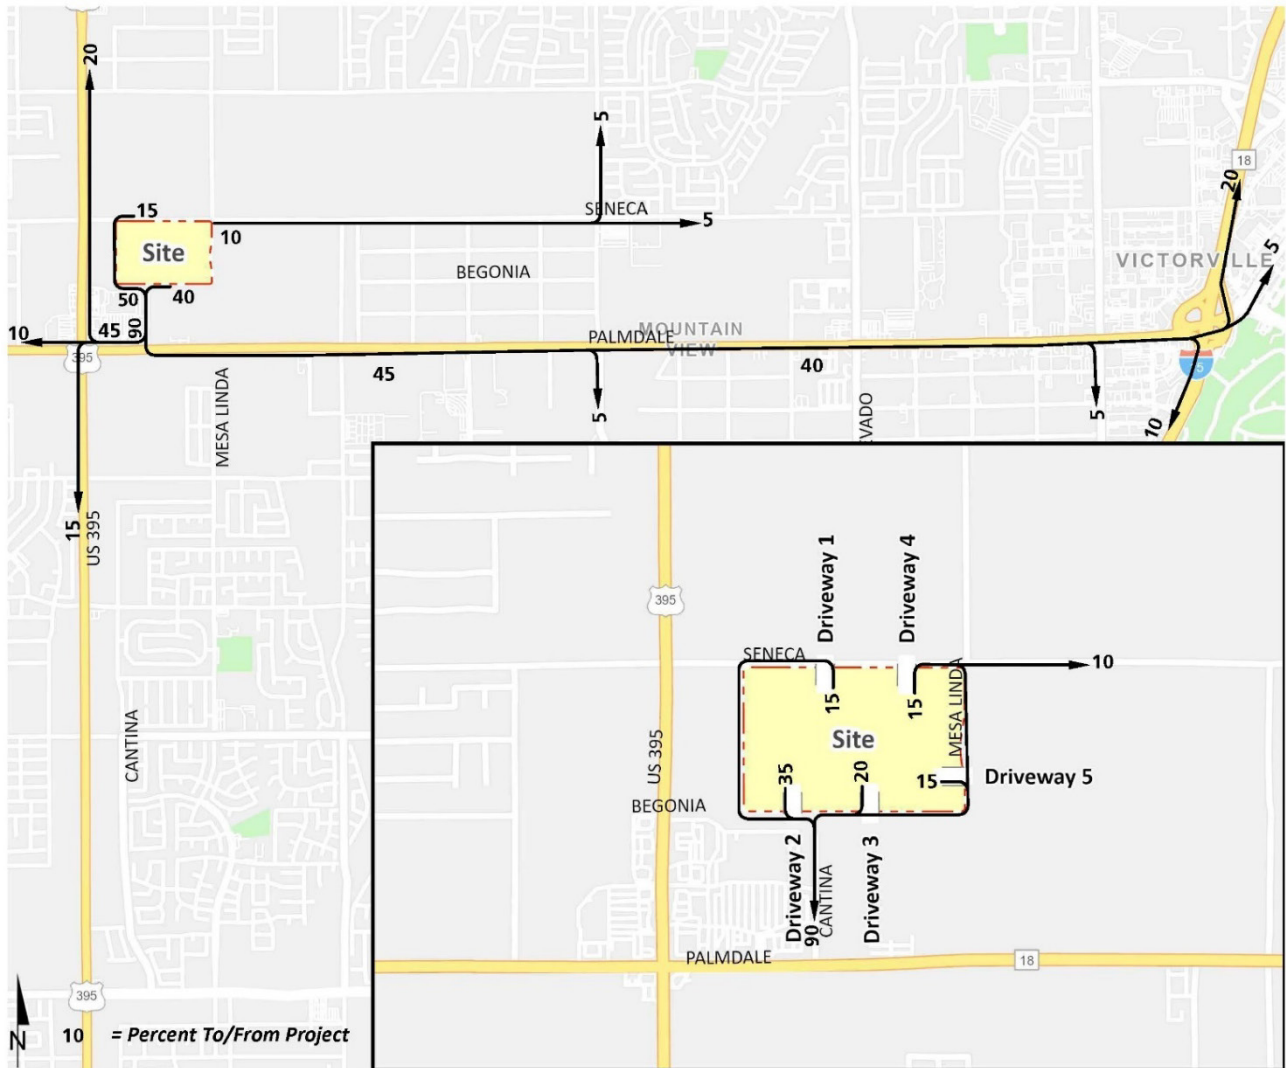 20
18
20
5
5
15
SENECA
5
10
Site
BEGONIA
VICTORVILLE
5
50
40
90
10
45
PALMDALE
MOUNTAIN
VIEW
395
45
40
MESA LINDA
5
EVADO
5
10
15
US 395
CANTINA
395
10 = Percent To/From Project
N
Driveway 1
Driveway 4
395
SENECA
10
15
15
MESA LINDA
Site
US 395
35
20
15
Driveway 5
BEGONIA
Driveway 2
90
CANTINA
Driveway 3
PALMDALE
18